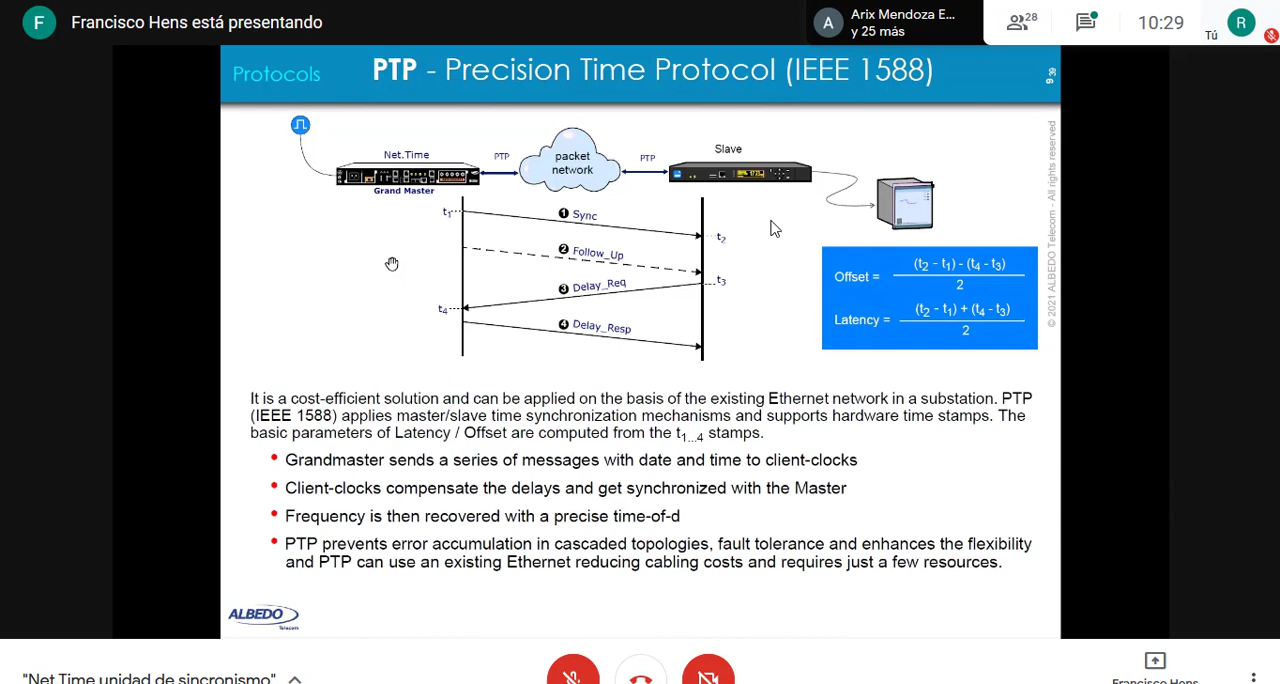 F
Francisco Hens está presentando
A
Arix Mendoza E...
y 25 más
28
10:29
Tú
R
Protocols
PTP - Precision Time Protocol (IEEE 1588)
9
39
Net.Time
Grand Master
PTP
packet
network
PTP
Slave
t1
❶ Sync
t2
❷ Follow_Up
t3
❸ Delay_Req
t4
❹ Delay_Resp
Offset = (t2 - t1) - (t4 - t3)
2
Latency = (t2 - t1) + (t4 - t3)
2
© 2021 ALBEDO Telecom - All rights reserved
It is a cost-efficient solution and can be applied on the basis of the existing Ethernet network in a substation. PTP
(IEEE 1588) applies master/slave time synchronization mechanisms and supports hardware time stamps. The
basic parameters of Latency / Offset are computed from the t1...4 stamps.
• Grandmaster sends a series of messages with date and time to client-clocks
• Client-clocks compensate the delays and get synchronized with the Master
• Frequency is then recovered with a precise time-of-d
• PTP prevents error accumulation in cascaded topologies, fault tolerance and enhances the flexibility
and PTP can use an existing Ethernet reducing cabling costs and requires just a few resources.
ALBEDO
Telecom
"Net.Time unidad de sincronismo"
Francisco Hens